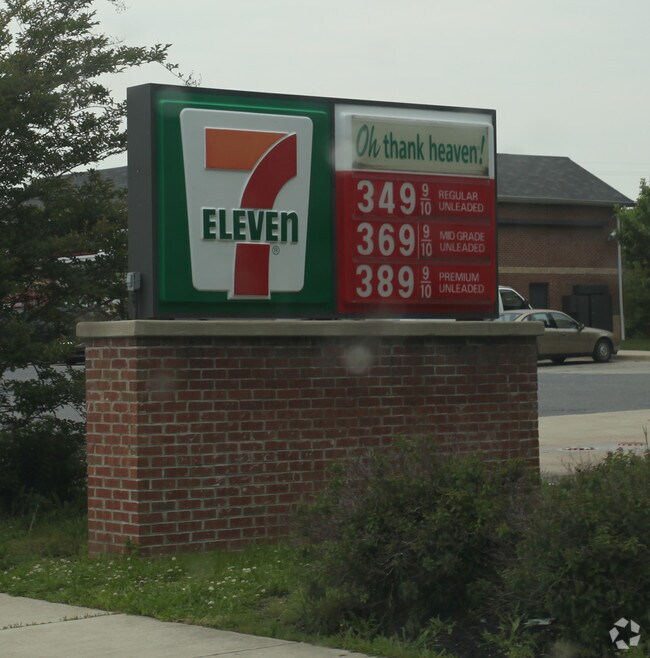 7
ELEVEn
®
Oh thank heaven!
349 9/10 REGULAR
UNLEADED
369 9/10 MID GRADE
UNLEADED
389 9/10 PREMIUM
UNLEADED